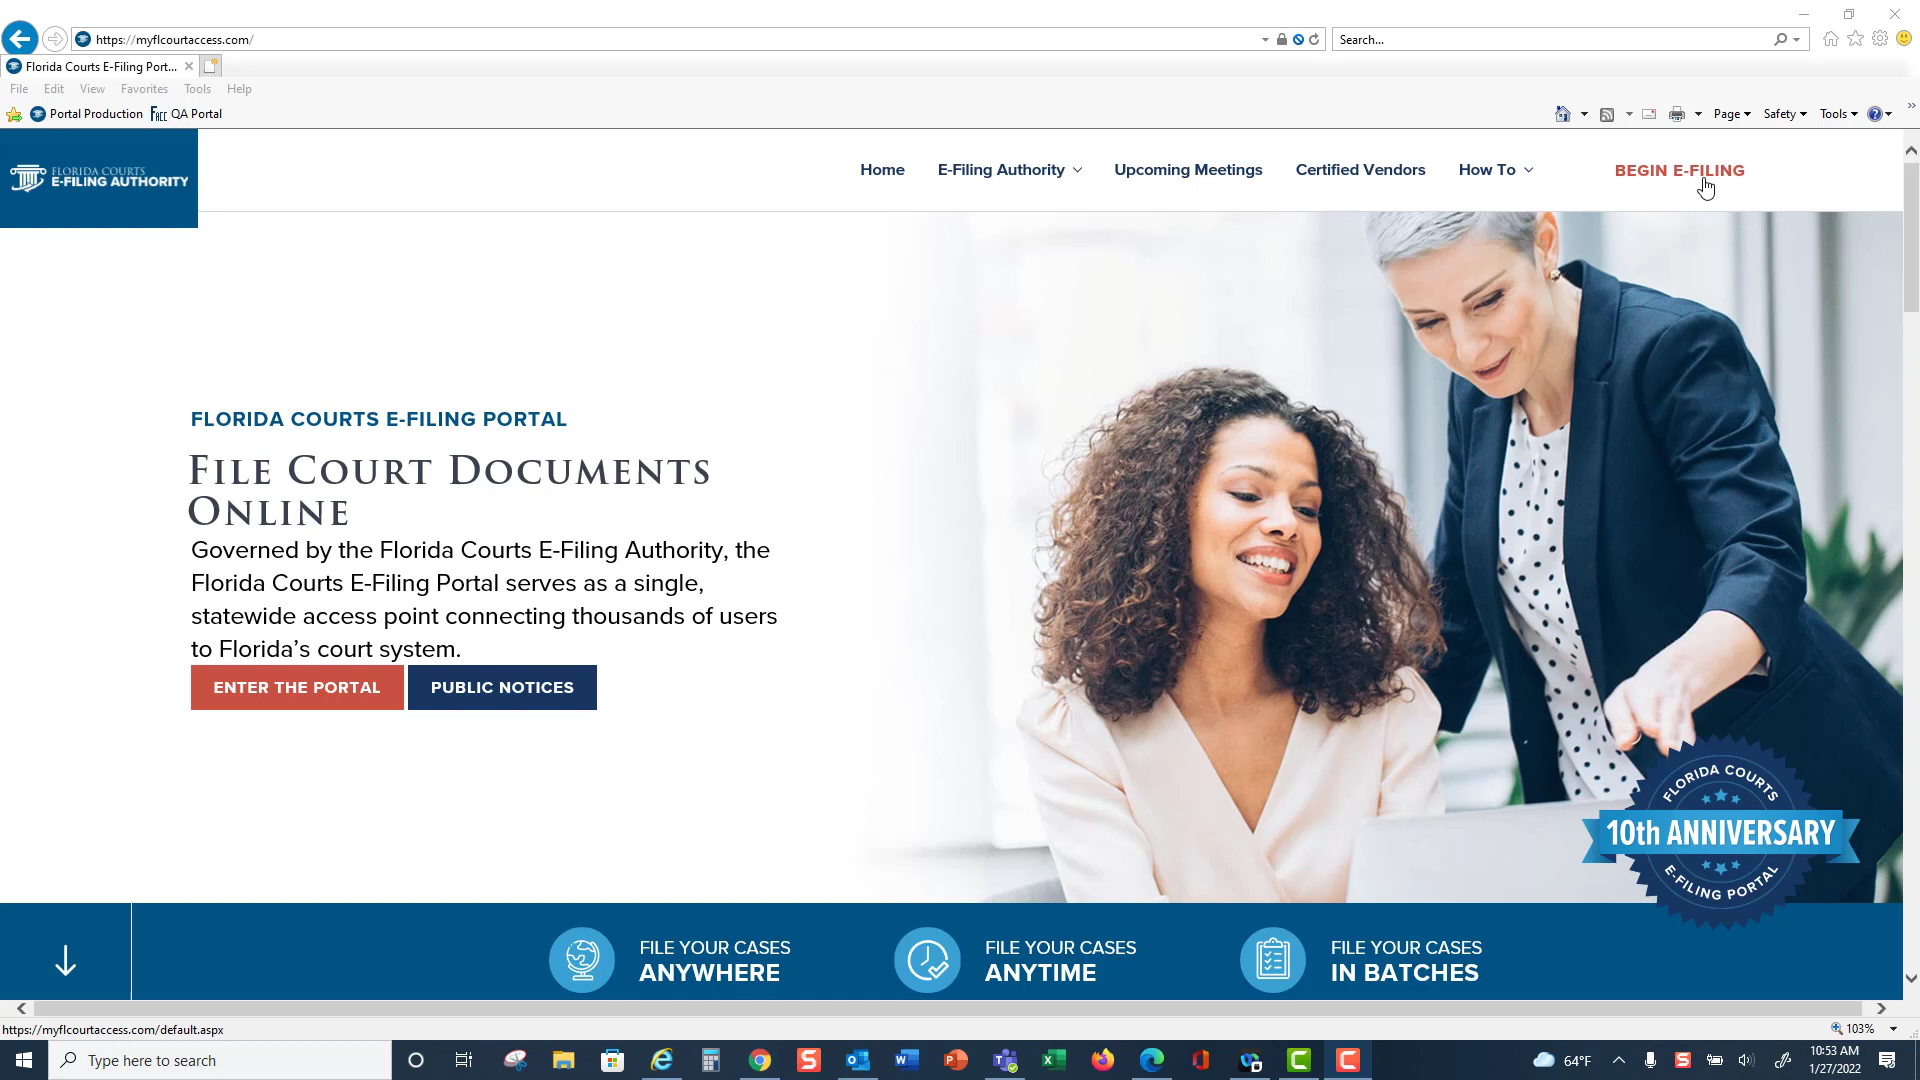 https://myflcourtaccess.com/
Search...
Florida Courts E-Filing Port...
File Edit View Favorites Tools Help
Portal Production FACC QA Portal
Page Safety Tools
FLORIDA COURTS
E-FILING AUTHORITY
Home E-Filing Authority Upcoming Meetings Certified Vendors How To BEGIN E-FILING
FLORIDA COURTS E-FILING PORTAL
FILE COURT DOCUMENTS
ONLINE
Governed by the Florida Courts E-Filing Authority, the
Florida Courts E-Filing Portal serves as a single,
statewide access point connecting thousands of users
to Florida’s court system.
ENTER THE PORTAL PUBLIC NOTICES
FLORIDA COURTS
10th ANNIVERSARY
E-FILING PORTAL
FILE YOUR CASES
ANYWHERE
FILE YOUR CASES
ANYTIME
FILE YOUR CASES
IN BATCHES
https://myflcourtaccess.com/default.aspx
103%
Type here to search
64°F
10:53 AM
1/27/2022